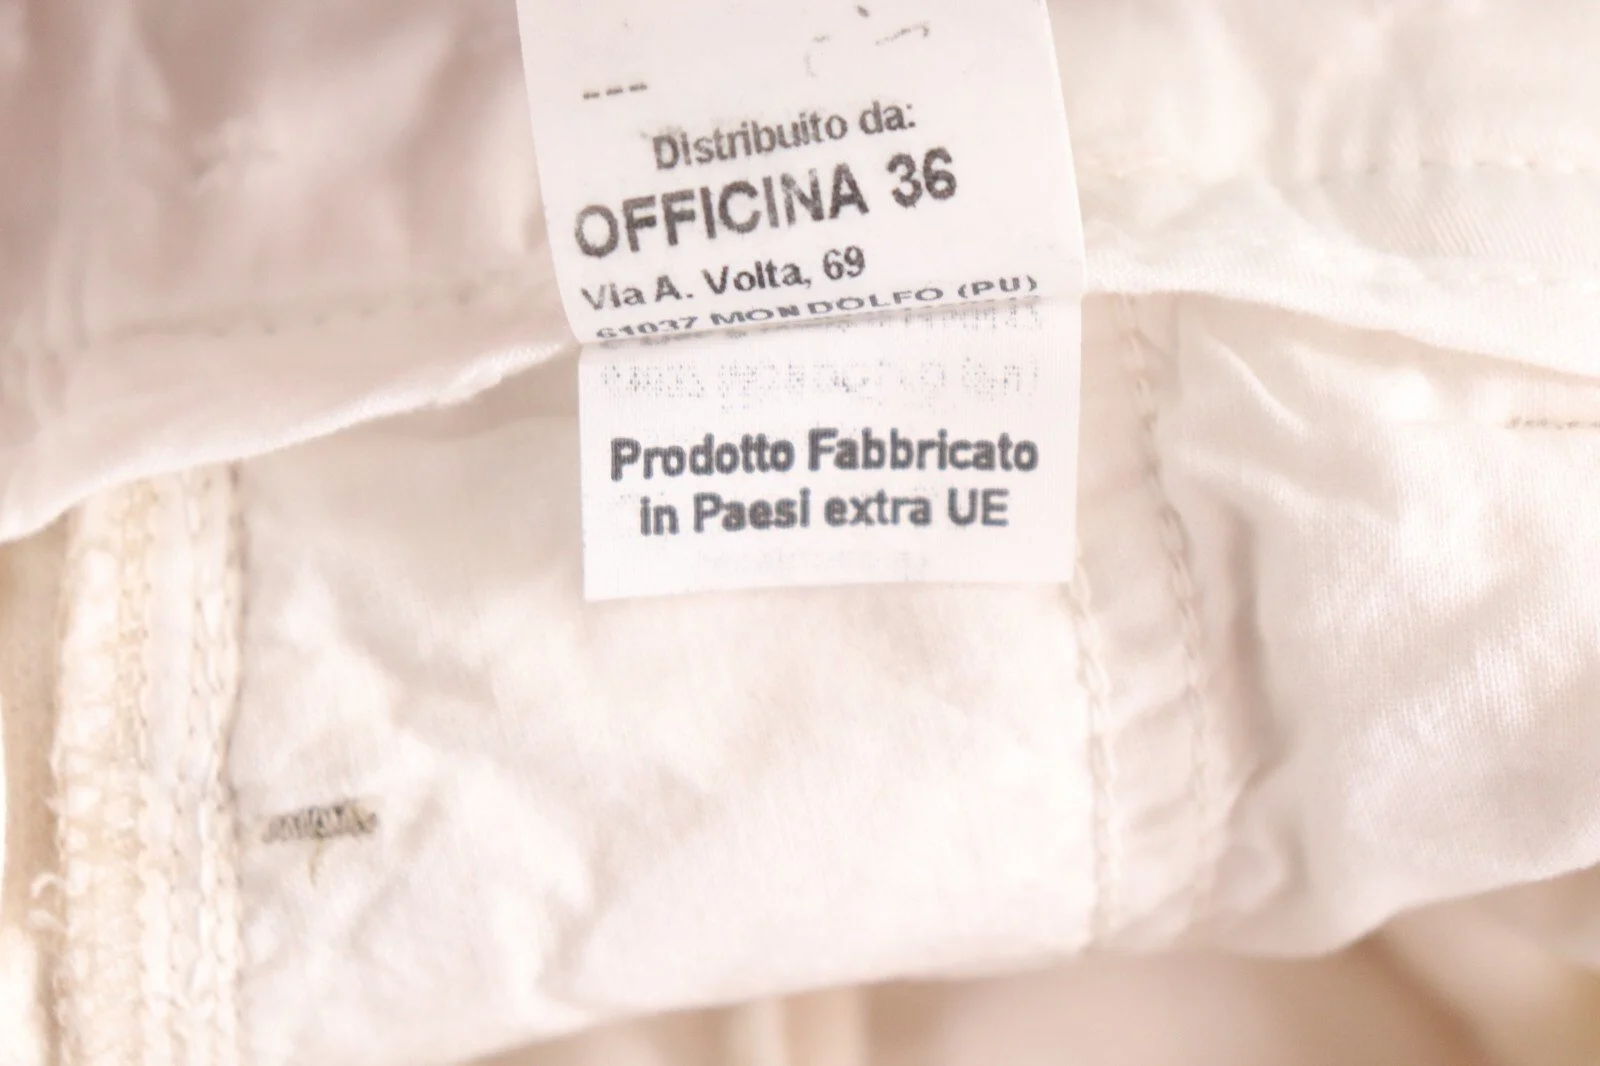 ---
Distribuito da:
OFFICINA 36
Via A. Volta, 69
61037 MONDOLFO (PU)
Prodotto Fabbricato
in Paesi extra UE